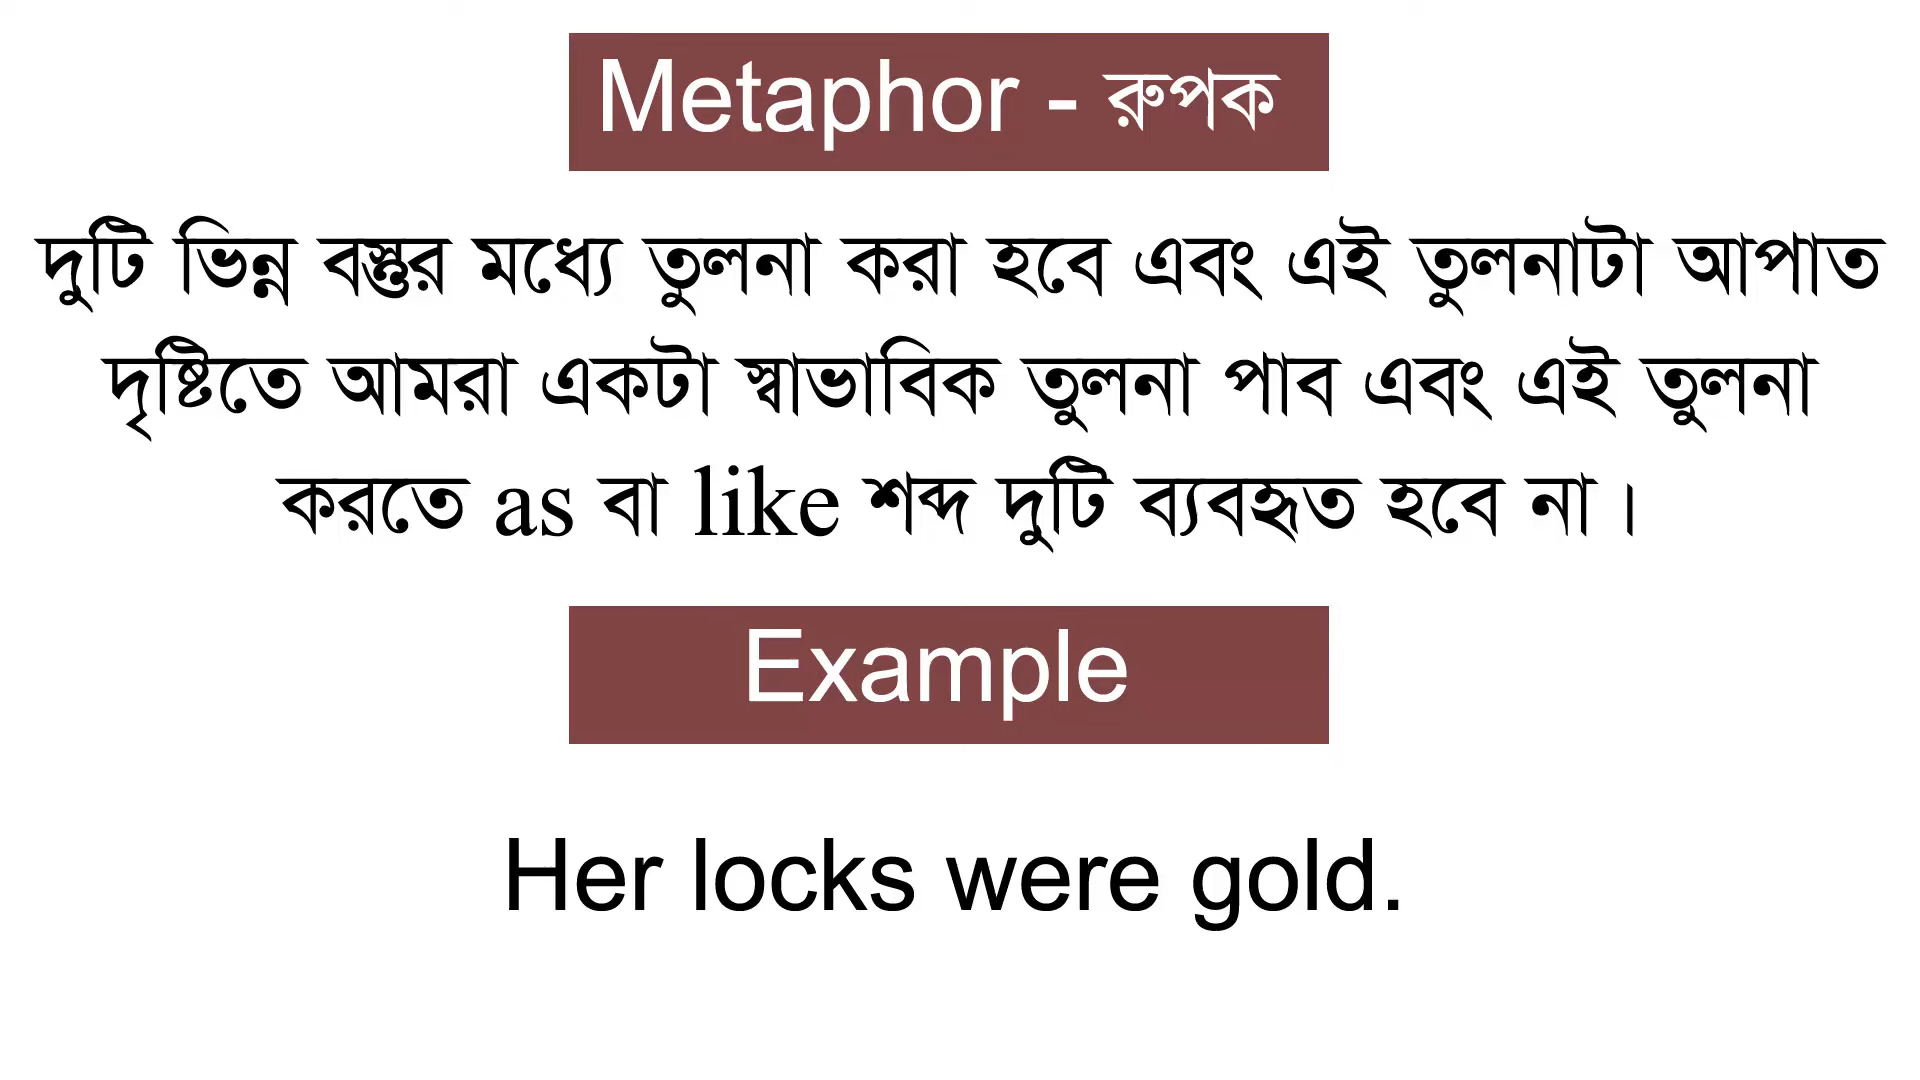 Metaphor - রুপক
দুটি ভিন্ন বস্তুর মধ্যে তুলনা করা হবে এবং এই তুলনাটা আপাত
দৃষ্টিতে আমরা একটা স্বাভাবিক তুলনা পাব এবং এই তুলনা
করতে as বা like শব্দ দুটি ব্যবহৃত হবে না।
Example
Her locks were gold.